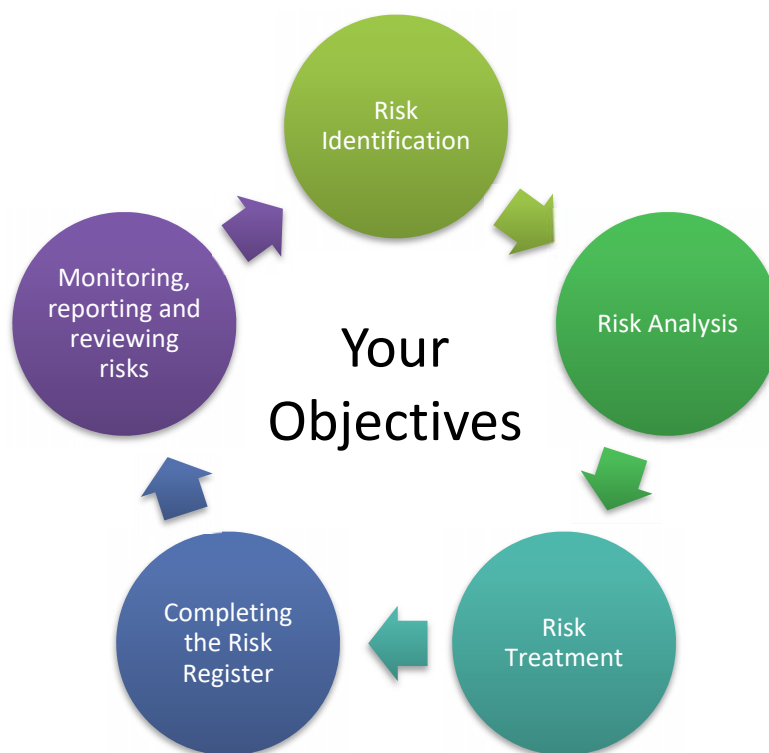 Risk
Identification
Risk Analysis
Risk
Treatment
Completing
the Risk
Register
Monitoring,
reporting and
reviewing
risks
Your
Objectives